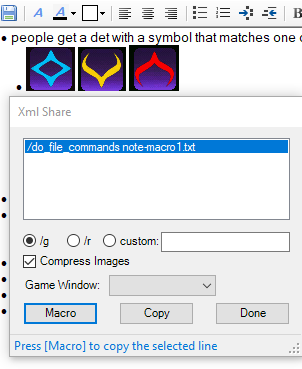 A A B
• people get a det with a symbol that matches one
Xml Share
/do_file_commands note-macro1.txt
/g /r custom:
Compress Images
Game Window:
Macro Copy Done
Press [Macro] to copy the selected line